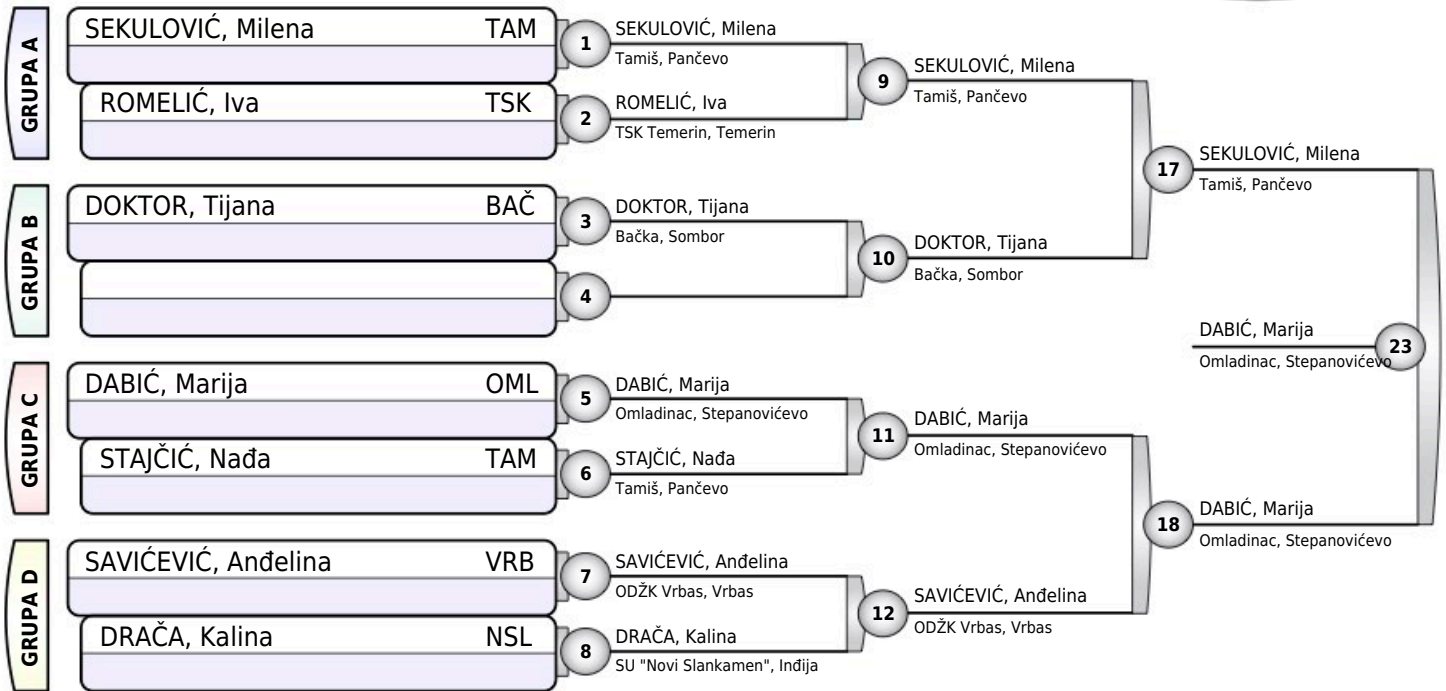 GRUPA A
SEKULOVIĆ, Milena TAM
ROMELIĆ, Iva TSK
1
SEKULOVIĆ, Milena
Tamiš, Pančevo
2
ROMELIĆ, Iva
TSK Temerin, Temerin
9
SEKULOVIĆ, Milena
Tamiš, Pančevo
GRUPA B
DOKTOR, Tijana BAČ
3
DOKTOR, Tijana
Bačka, Sombor
4
10
DOKTOR, Tijana
Bačka, Sombor
17
SEKULOVIĆ, Milena
Tamiš, Pančevo
GRUPA C
DABIĆ, Marija OML
STAJČIĆ, Nađa TAM
5
DABIĆ, Marija
Omladinac, Stepanovićevo
6
STAJČIĆ, Nađa
Tamiš, Pančevo
11
DABIĆ, Marija
Omladinac, Stepanovićevo
GRUPA D
SAVIĆEVIĆ, Anđelina VRB
DRAČA, Kalina NSL
7
SAVIĆEVIĆ, Anđelina
ODŽK Vrbas, Vrbas
8
DRAČA, Kalina
SU "Novi Slankamen", Inđija
12
SAVIĆEVIĆ, Anđelina
ODŽK Vrbas, Vrbas
18
DABIĆ, Marija
Omladinac, Stepanovićevo
DABIĆ, Marija
Omladinac, Stepanovićevo
23